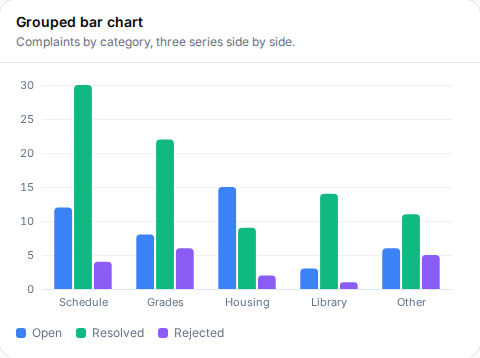 Grouped bar chart
Complaints by category, three series side by side.
30
25
20
15
10
5
0
Schedule Grades Housing Library Other
Open Resolved Rejected